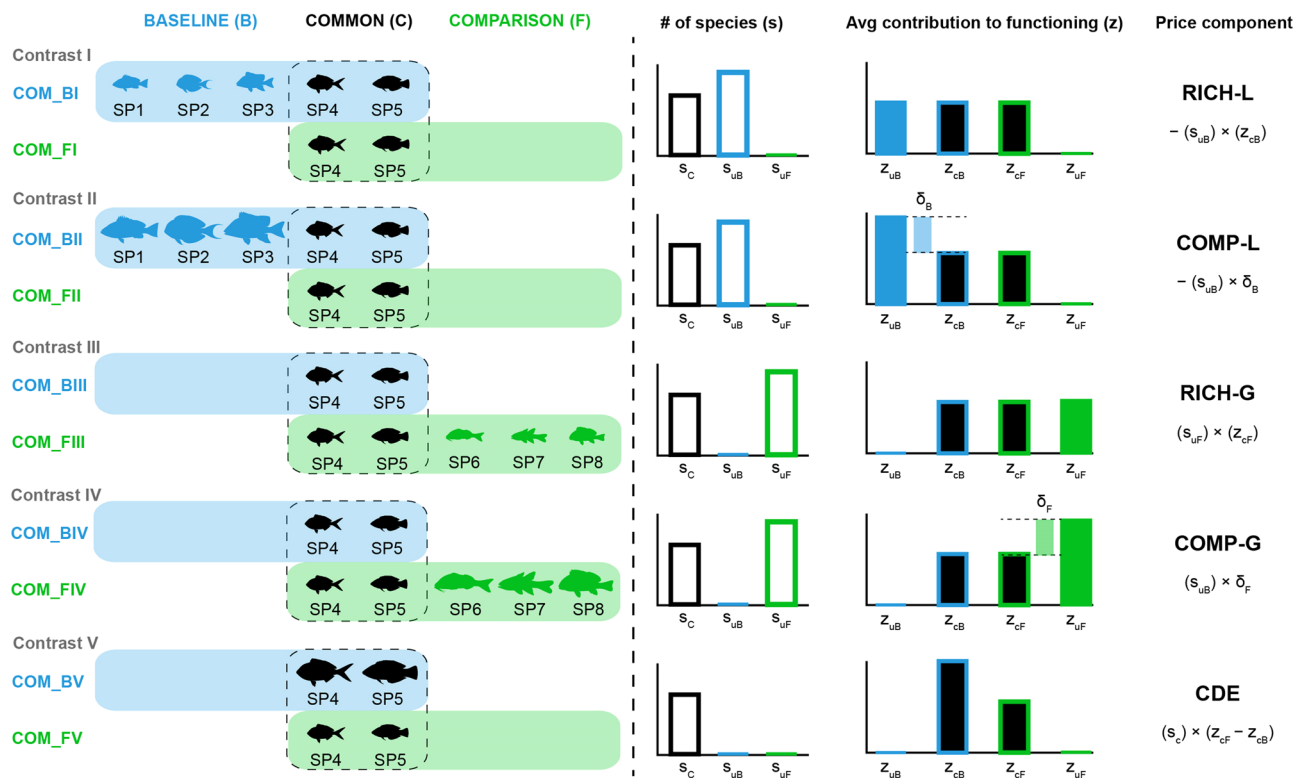 BASELINE (B) COMMON (C) COMPARISON (F) # of species (s) Avg contribution to functioning (z) Price component
Contrast I
COM_BI
SP1 SP2 SP3 SP4 SP5
COM_FI
SP4 SP5
s_C s_uB s_uF
z_uB z_cB z_cF z_uF
RICH-L
− (s_uB) × (z_cB)
Contrast II
COM_BII
SP1 SP2 SP3 SP4 SP5
COM_FII
SP4 SP5
s_C s_uB s_uF
δ_B
z_uB z_cB z_cF z_uF
COMP-L
− (s_uB) × δ_B
Contrast III
COM_BIII
SP4 SP5
COM_FIII
SP4 SP5 SP6 SP7 SP8
s_C s_uB s_uF
z_uB z_cB z_cF z_uF
RICH-G
(s_uF) × (z_cF)
Contrast IV
COM_BIV
SP4 SP5
COM_FIV
SP4 SP5 SP6 SP7 SP8
s_C s_uB s_uF
δ_F
z_uB z_cB z_cF z_uF
COMP-G
(s_uB) × δ_F
Contrast V
COM_BV
SP4 SP5
COM_FV
SP4 SP5
s_C s_uB s_uF
z_uB z_cB z_cF z_uF
CDE
(s_c) × (z_cF − z_cB)